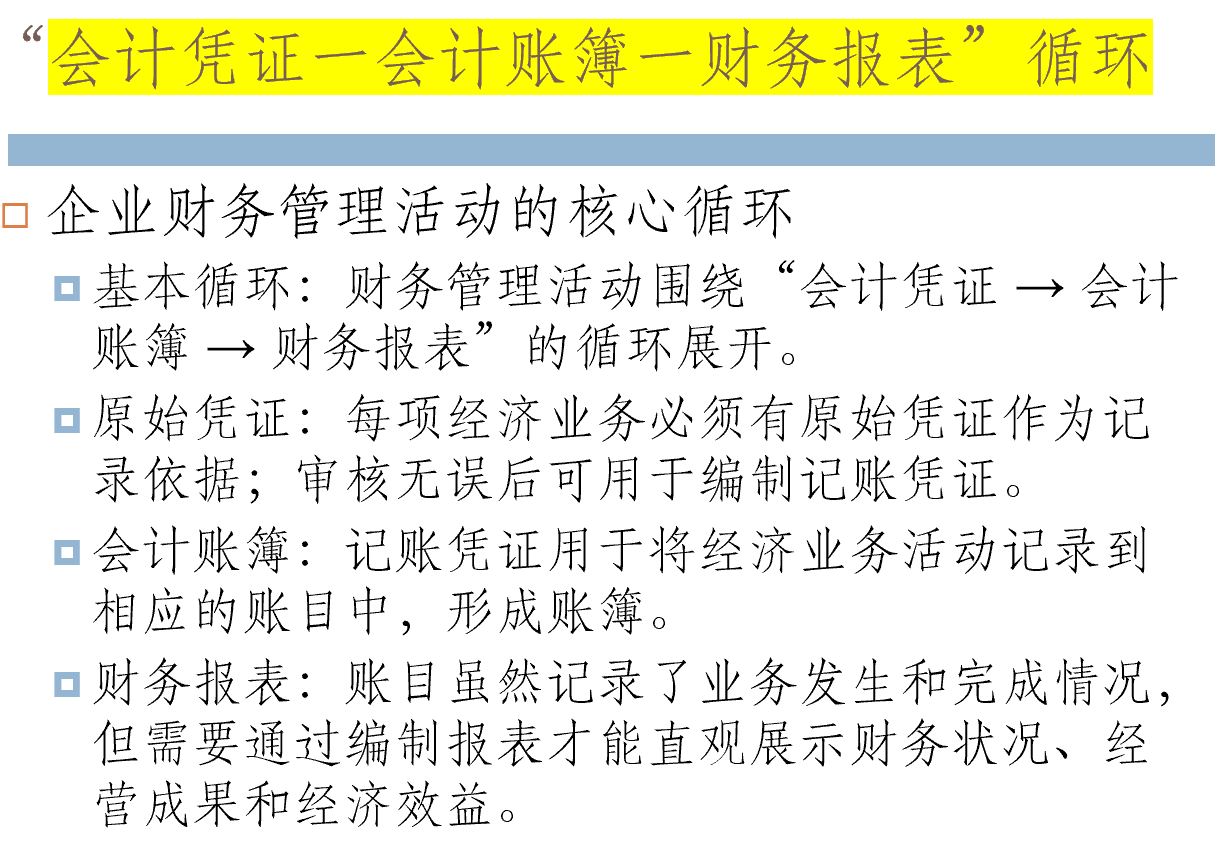 “会计凭证—会计账簿—财务报表”循环
企业财务管理活动的核心循环
基本循环：财务管理活动围绕“会计凭证 → 会计
账簿 → 财务报表”的循环展开。
原始凭证：每项经济业务必须有原始凭证作为记
录依据；审核无误后可用于编制记账凭证。
会计账簿：记账凭证用于将经济业务活动记录到
相应的账目中，形成账簿。
财务报表：账目虽然记录了业务发生和完成情况，
但需要通过编制报表才能直观展示财务状况、经
营成果和经济效益。